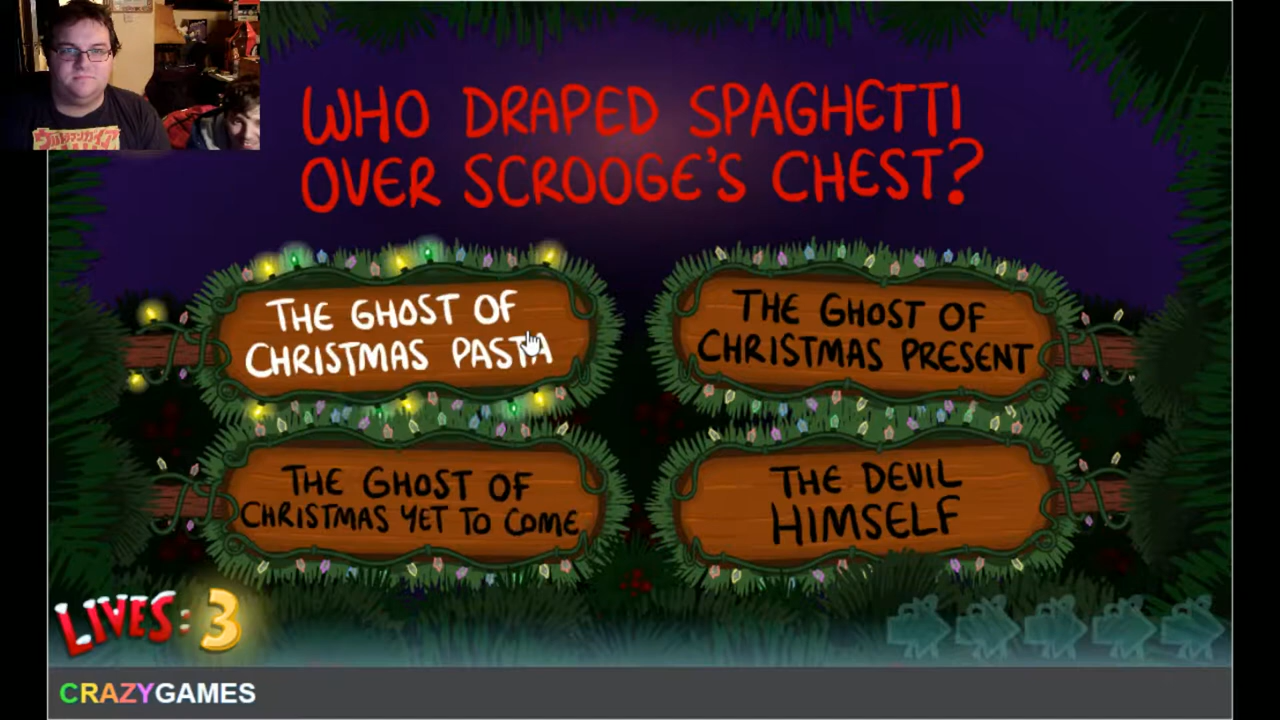 WHO DRAPED SPAGHETTI
OVER SCROOGE'S CHEST?
THE GHOST OF
CHRISTMAS PASTA
THE GHOST OF
CHRISTMAS PRESENT
THE GHOST OF
CHRISTMAS YET TO COME
THE DEVIL
HIMSELF
LIVES: 3
CRAZYGAMES